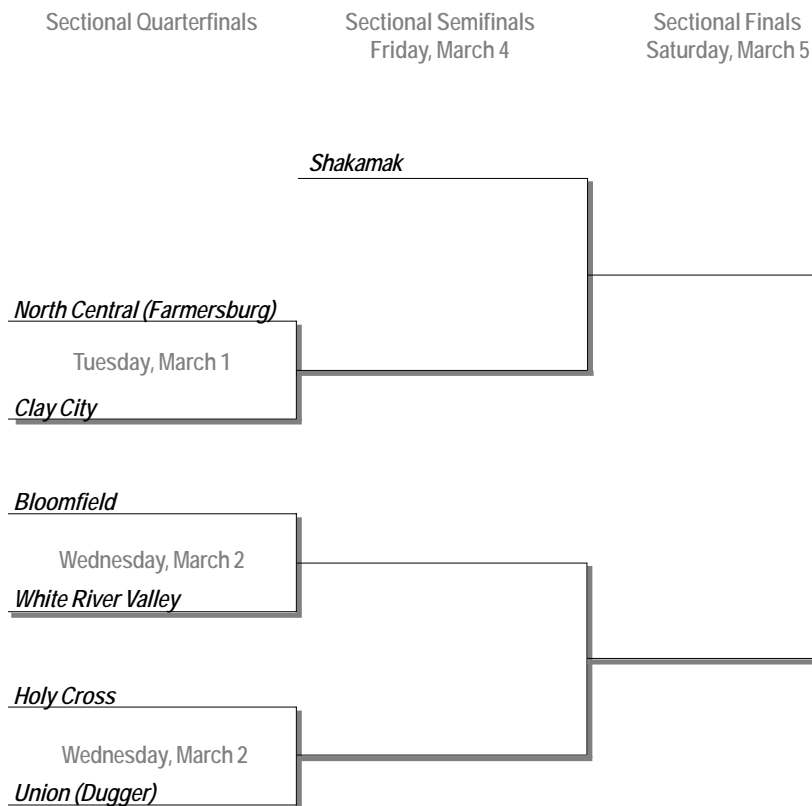 Sectional Quarterfinals
Sectional Semifinals
Friday, March 4
Sectional Finals
Saturday, March 5
Shakamak
North Central (Farmersburg)
Tuesday, March 1
Clay City
Bloomfield
Wednesday, March 2
White River Valley
Holy Cross
Wednesday, March 2
Union (Dugger)